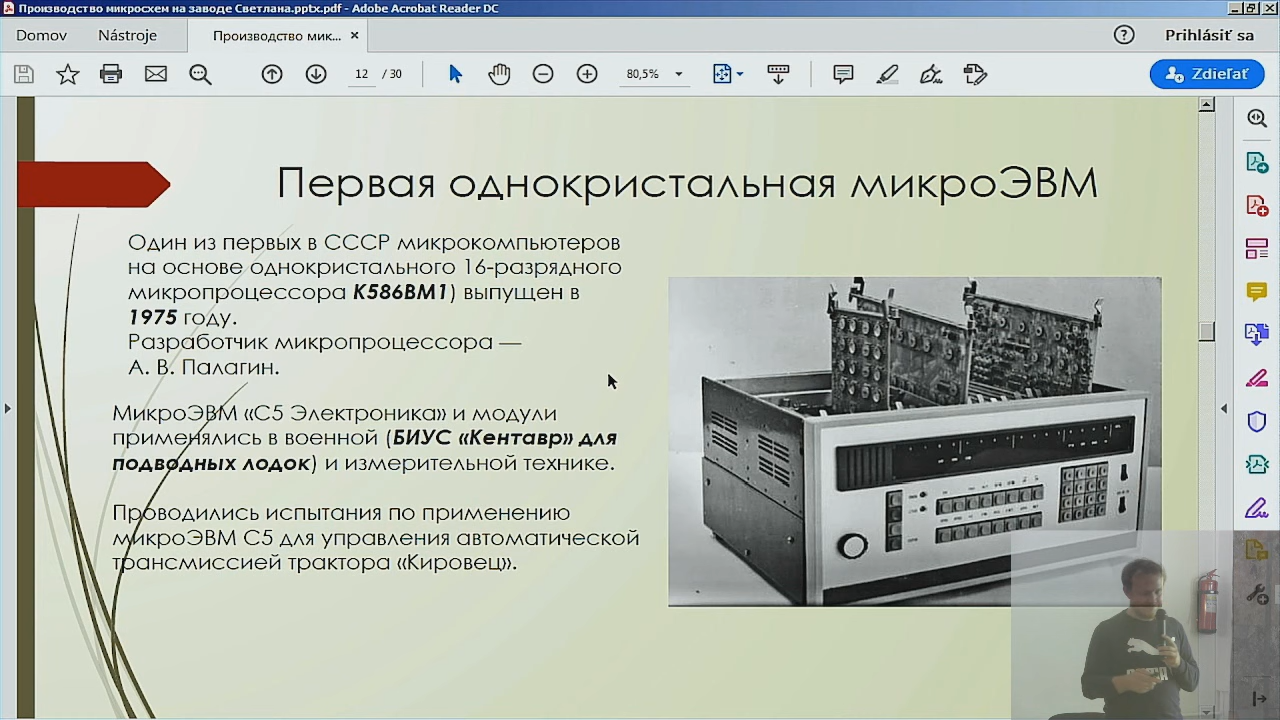 Производство микросхем на заводе Светлана.pptx.pdf - Adobe Acrobat Reader DC
Domov Nástroje Производство мик...
Prihlásiť sa
12 / 30 80,5% Zdieľať
Первая однокристальная микроЭВМ
Один из первых в СССР микрокомпьютеров
на основе однокристального 16-разрядного
микропроцессора К586ВМ1) выпущен в
1975 году.
Разработчик микропроцессора —
А. В. Палагин.
МикроЭВМ «С5 Электроника» и модули
применялись в военной (БИУС «Кентавр» для
подводных лодок) и измерительной технике.
Проводились испытания по применению
микроЭВМ С5 для управления автоматической
трансмиссией трактора «Кировец».